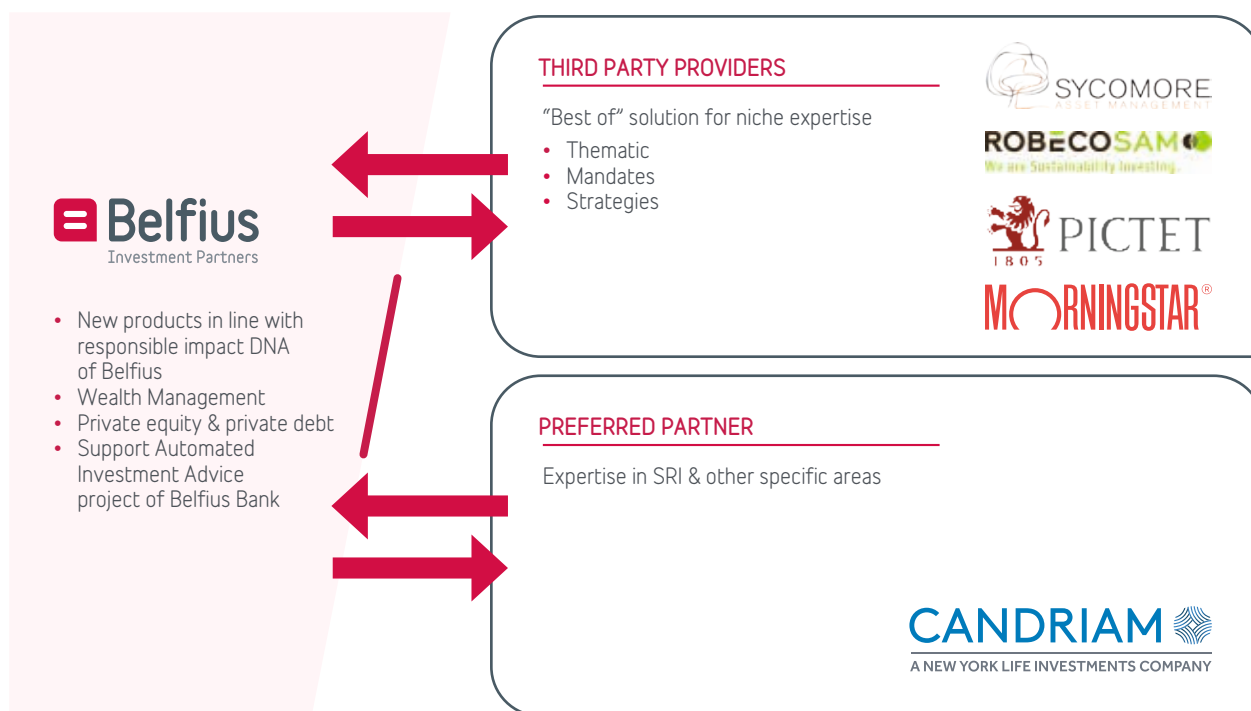 Belfius
Investment Partners
• New products in line with
responsible impact DNA
of Belfius
• Wealth Management
• Private equity & private debt
• Support Automated
Investment Advice
project of Belfius Bank
THIRD PARTY PROVIDERS
“Best of” solution for niche expertise
• Thematic
• Mandates
• Strategies
SYCOMORE
ASSET MANAGEMENT
ROBECOSAM
We are Sustainability Investing.
PICTET
1805
MORNINGSTAR®
PREFERRED PARTNER
Expertise in SRI & other specific areas
CANDRIAM
A NEW YORK LIFE INVESTMENTS COMPANY